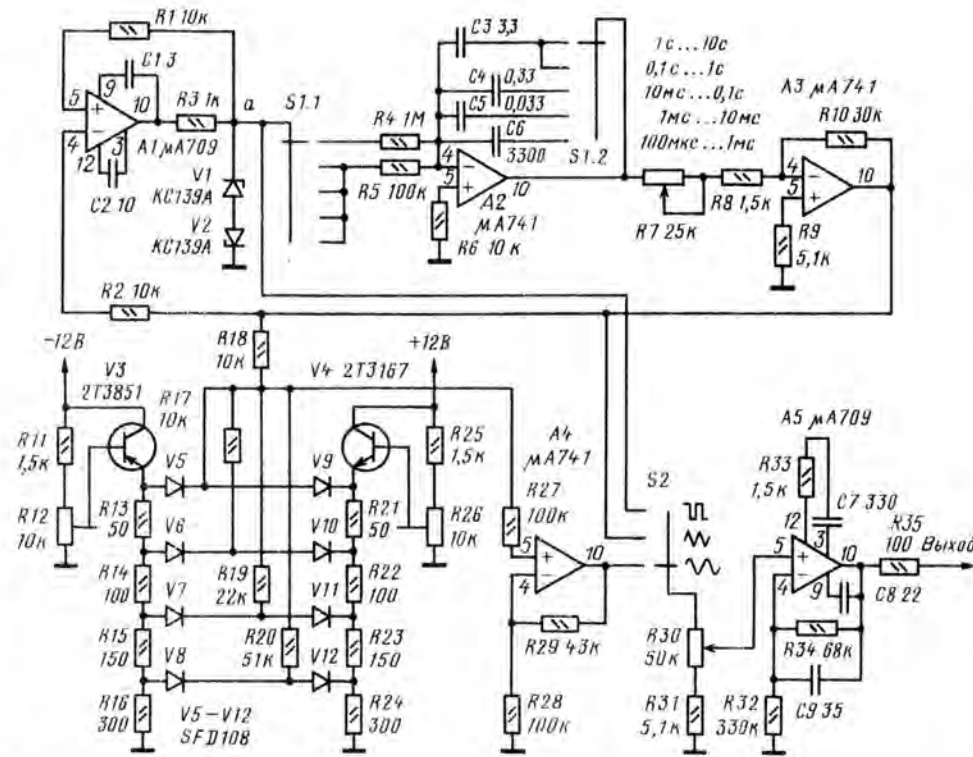 R1 10к
C1 3
5
9
10
4
12
3
R3 1к
а
A1 μA709
C2 10
V1
КС139А
V2
КС139А
S1.1
C3 3,3
C4
0,33
C5
0,033
C6
3300
R4 1М
R5 100к
4
5
10
A2
μA741
R6 10к
S1.2
1с...10с
0,1с...1с
10мс...0,1с
1мс...10мс
100мкс...1мс
A3 μA741
R10 30к
R7 25к
R8 1,5к
4
5
10
R9
5,1к
R2 10к
-12В
V3
2Т3851
R18
10к
V4 2Т3167
+12В
R17
10к
R11
1,5к
R12
10к
V5
V9
R25
1,5к
R13
50
V6
V10
R21
50
R26
10к
R14
100
V7
R19
22к
V11
R22
100
R15
150
V8
R20
51к
V12
R23
150
R16
300
R24
300
V5-V12
SFD108
A4
μA741
R27
100к
5
4
10
R29 43к
R28
100к
S2
R30
50к
R31
5,1к
A5 μA709
R33
1,5к
C7 330
12
3
5
4
10
9
R35
100 Выход
C8 22
R34 68к
C9 35
R32
330к